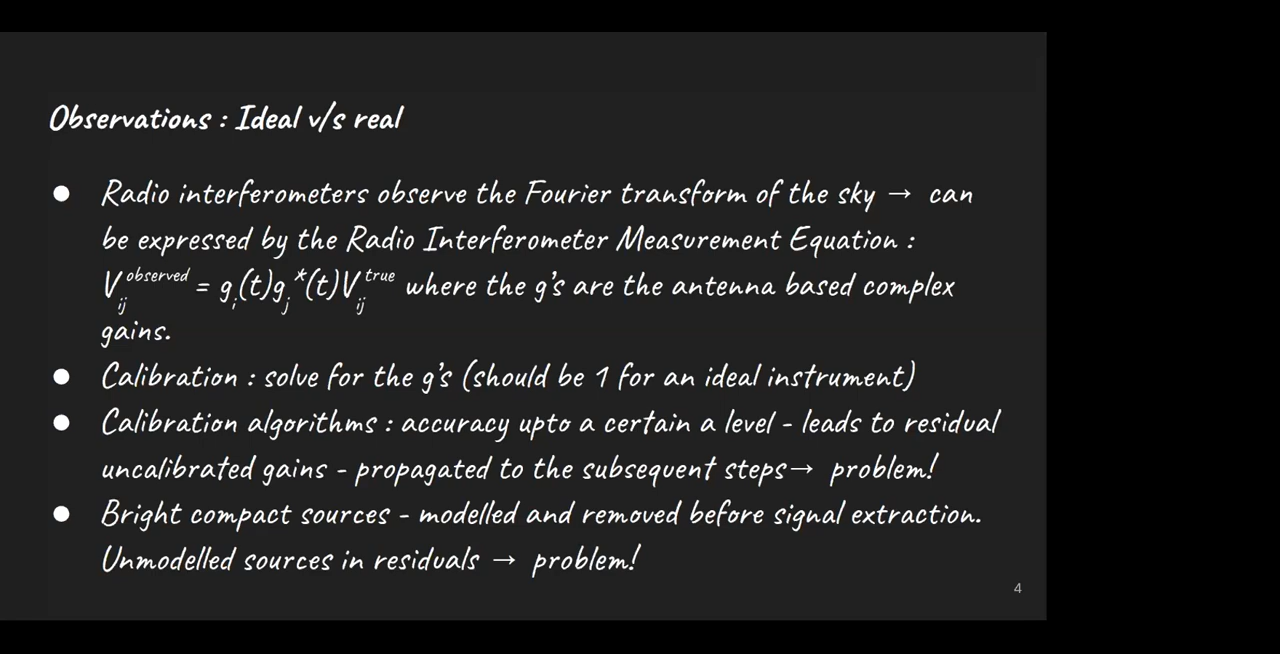 Observations : Ideal v/s real
● Radio interferometers observe the Fourier transform of the sky → can
be expressed by the Radio Interferometer Measurement Equation :
V_ij^observed = g_i(t)g_j*(t)V_ij^true where the g's are the antenna based complex
gains.
● Calibration : solve for the g's (should be 1 for an ideal instrument)
● Calibration algorithms : accuracy upto a certain a level - leads to residual
uncalibrated gains - propagated to the subsequent steps→ problem!
● Bright compact sources - modelled and removed before signal extraction.
Unmodelled sources in residuals → problem!
4